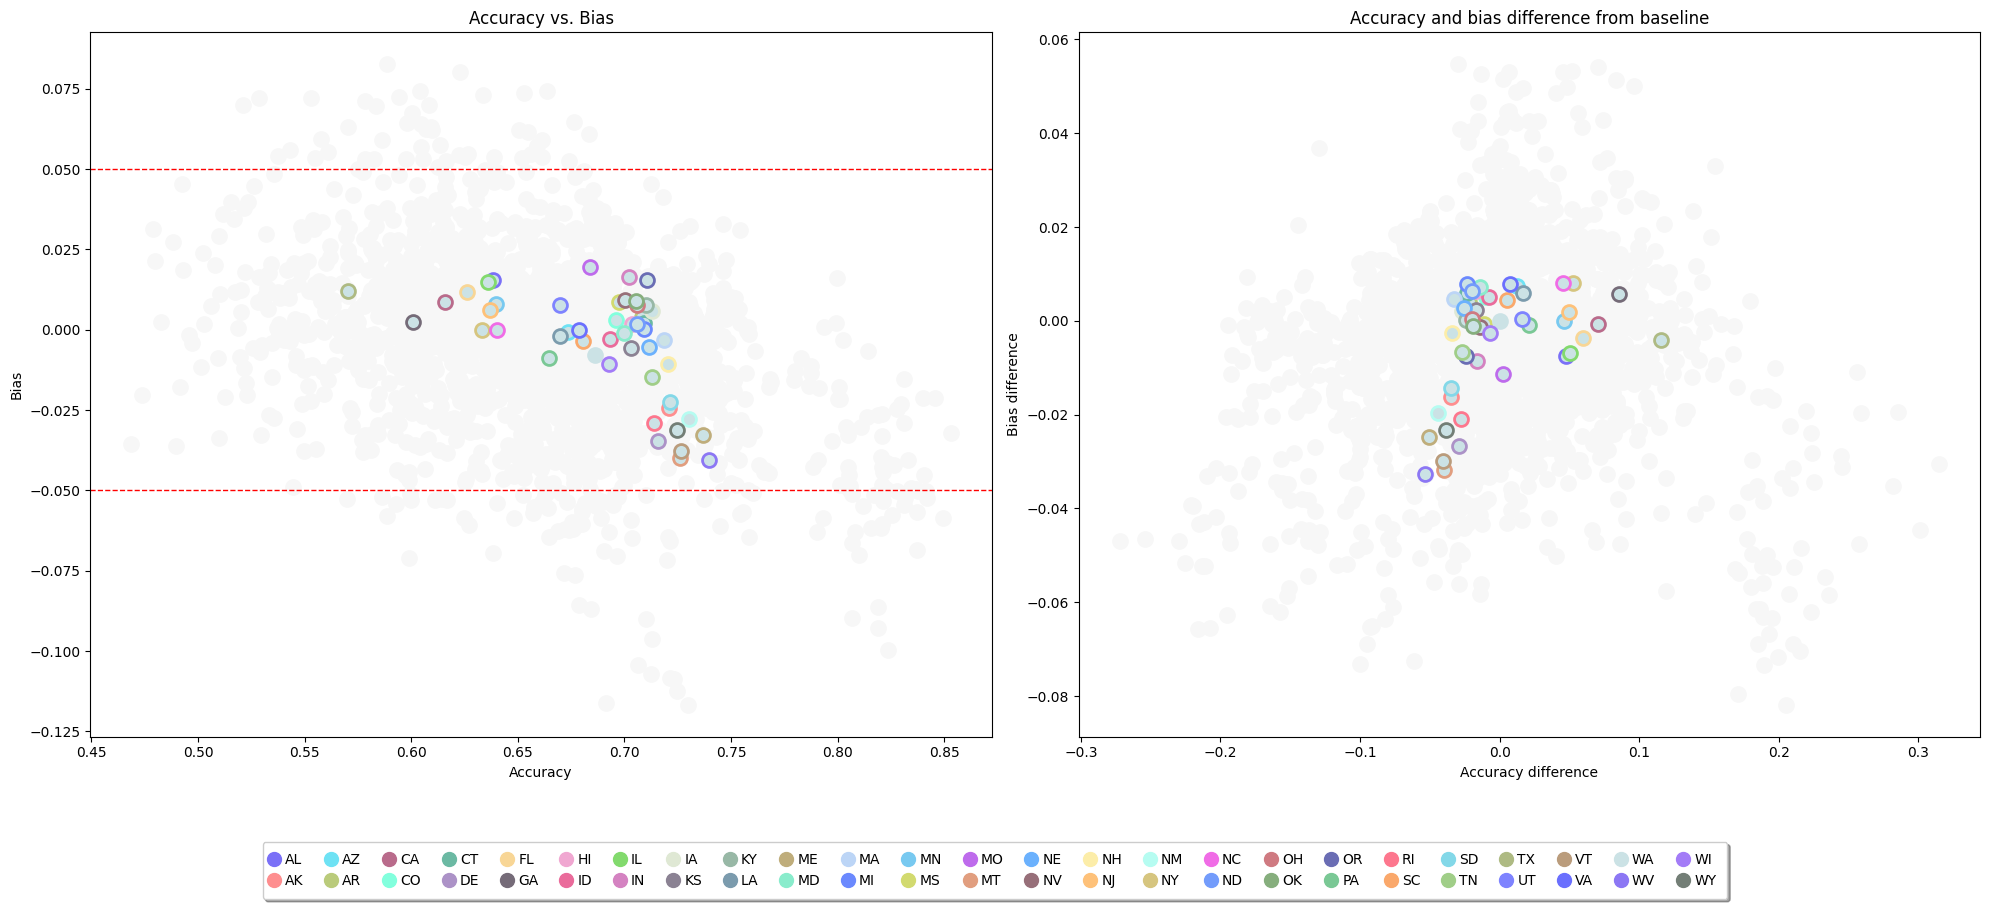 Accuracy vs. Bias
0.075
0.050
0.025
0.000
−0.025
−0.050
−0.075
−0.100
−0.125
Bias
0.45 0.50 0.55 0.60 0.65 0.70 0.75 0.80 0.85
Accuracy
Accuracy and bias difference from baseline
0.06
0.04
0.02
0.00
−0.02
−0.04
−0.06
−0.08
Bias difference
−0.3 −0.2 −0.1 0.0 0.1 0.2 0.3
Accuracy difference
AL AZ CA CT FL HI IL IA KY ME MA MN MO NE NH NM NC OH OR RI SD TX VT WA WI
AK AR CO DE GA ID IN KS LA MD MI MS MT NV NJ NY ND OK PA SC TN UT VA WV WY